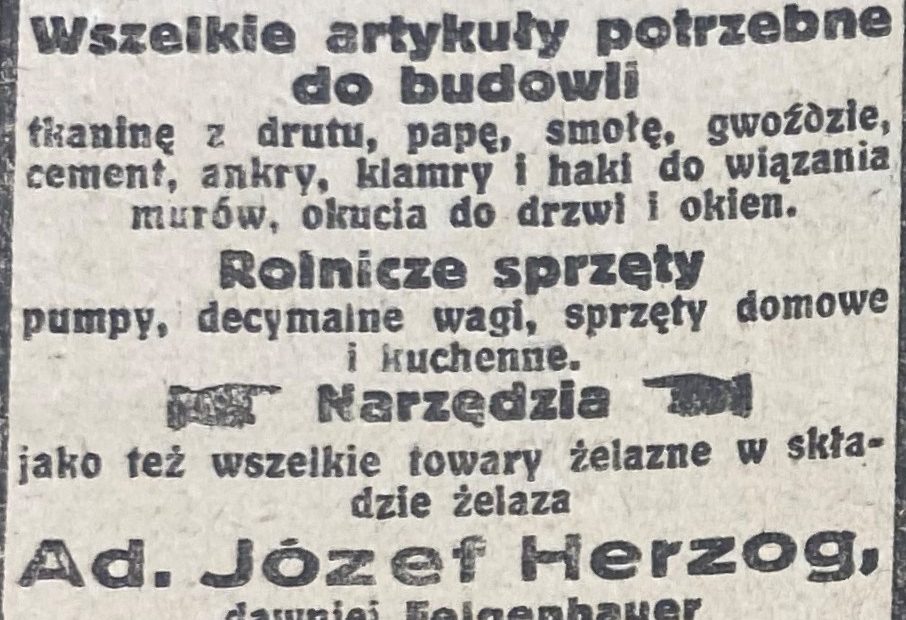 Wszelkie artykuły potrzebne
do budowli
tkaninę z drutu, papę, smołę, gwoździe,
cement, ankry, klamry i haki do wiązania
murów, okucia do drzwi i okien.
Rolnicze sprzęty
pumpy, decymalne wagi, sprzęty domowe
i kuchenne.
Narzędzia
jako też wszelkie towary żelazne w skła-
dzie żelaza
Ad. Józef Herzog,
dawniej Feigenhauer